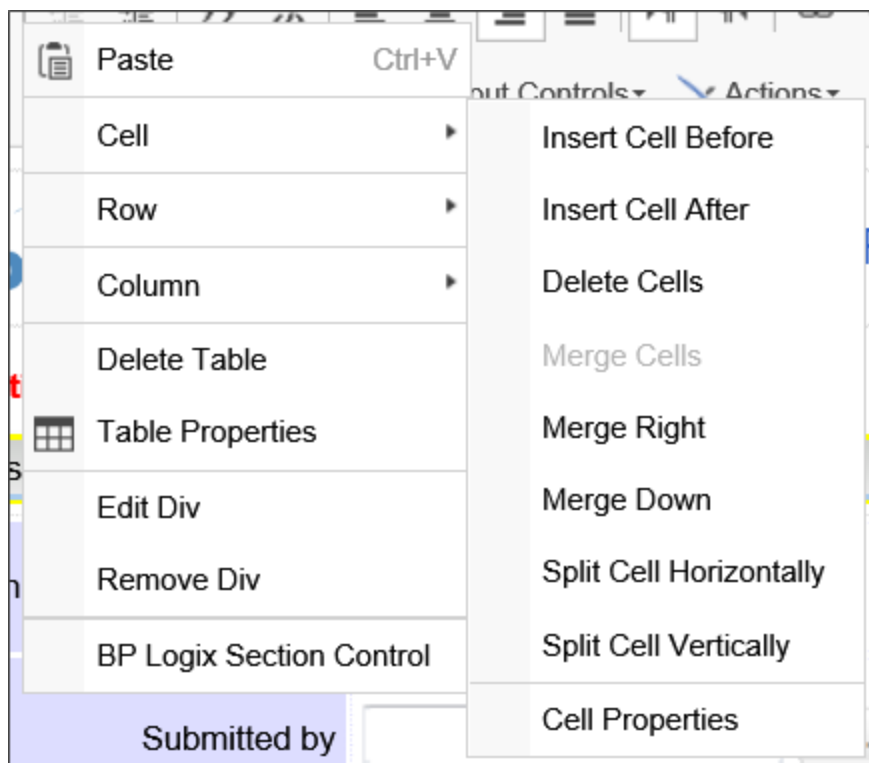 Paste Ctrl+V
Controls Actions
Cell
Row
Column
Delete Table
Table Properties
Edit Div
Remove Div
BP Logix Section Control
Insert Cell Before
Insert Cell After
Delete Cells
Merge Cells
Merge Right
Merge Down
Split Cell Horizontally
Split Cell Vertically
Cell Properties
Submitted by